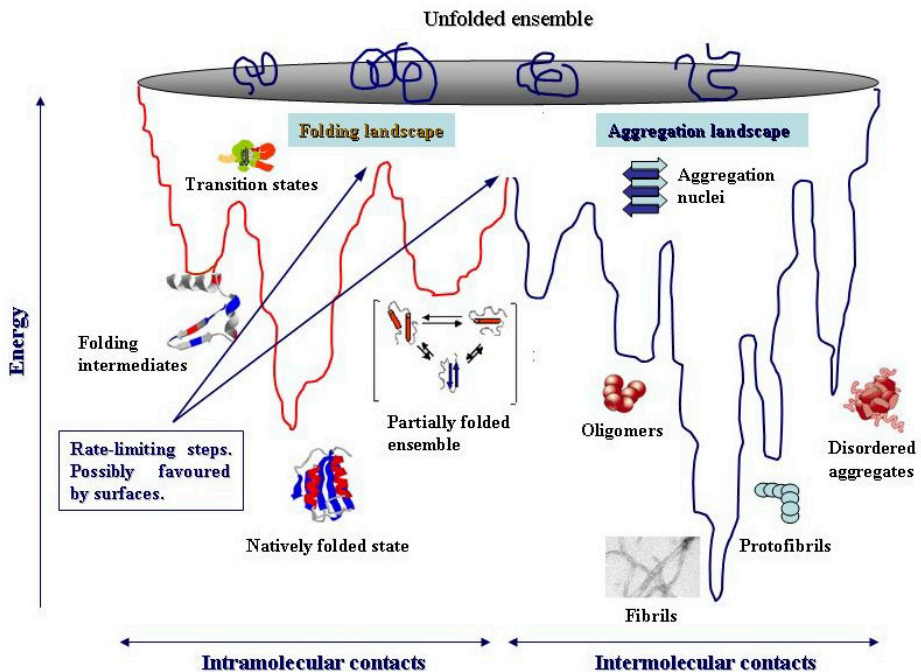 Unfolded ensemble
Folding landscape
Aggregation landscape
Transition states
Aggregation
nuclei
Energy
Folding
intermediates
Partially folded
ensemble
Oligomers
Disordered
aggregates
Rate-limiting steps.
Possibly favoured
by surfaces.
Natively folded state
Protofibrils
Fibrils
Intramolecular contacts
Intermolecular contacts